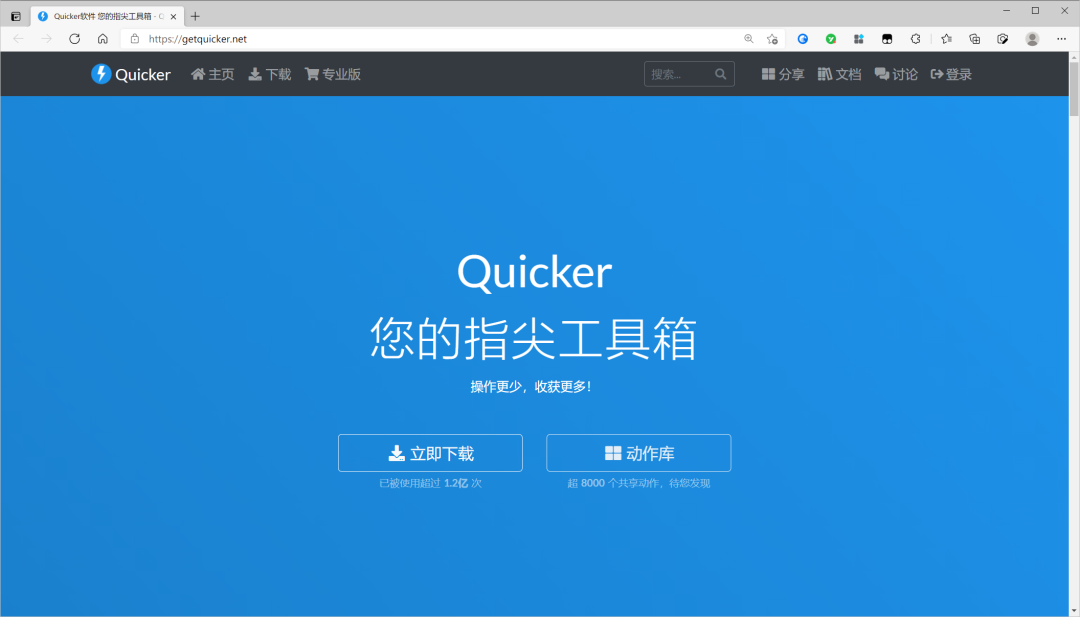 Quicker软件 您的指尖工具箱 - Q
https://getquicker.net
Quicker 主页 下载 专业版 搜索... 分享 文档 讨论 登录
Quicker
您的指尖工具箱
操作更少，收获更多！
立即下载 动作库
已被使用超过 1.2亿 次 超 8000 个共享动作，待您发现